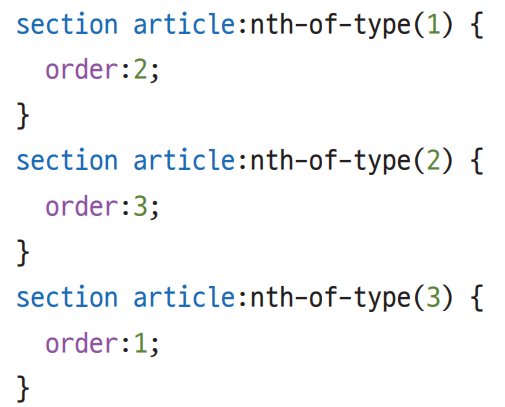 section article:nth-of-type(1) {
  order:2;
}
section article:nth-of-type(2) {
  order:3;
}
section article:nth-of-type(3) {
  order:1;
}